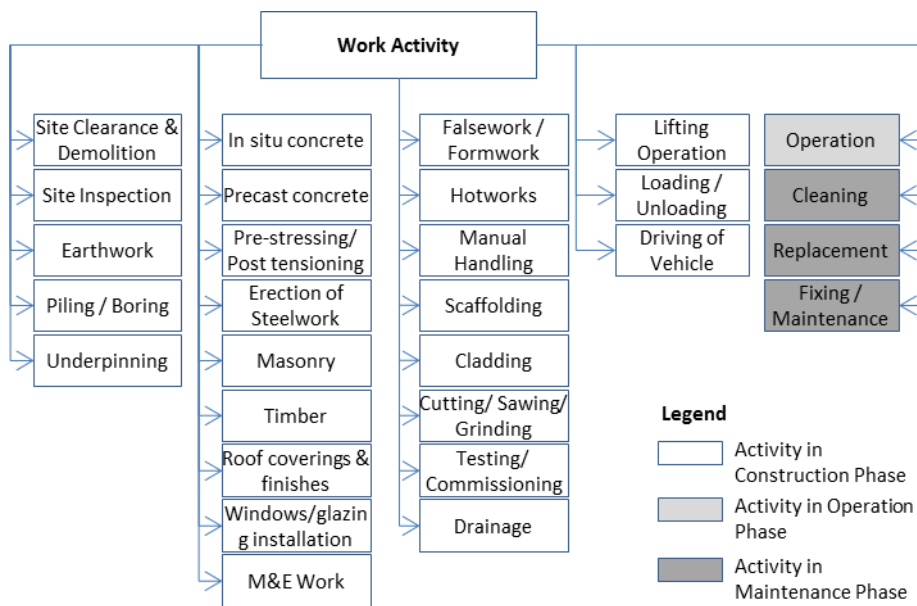 Work Activity
Site Clearance &
Demolition
Site Inspection
Earthwork
Piling / Boring
Underpinning
In situ concrete
Precast concrete
Pre-stressing/
Post tensioning
Erection of
Steelwork
Masonry
Timber
Roof coverings &
finishes
Windows/glazin
g installation
M&E Work
Falsework /
Formwork
Hotworks
Manual
Handling
Scaffolding
Cladding
Cutting/ Sawing/
Grinding
Testing/
Commissioning
Drainage
Lifting
Operation
Loading /
Unloading
Driving of
Vehicle
Operation
Cleaning
Replacement
Fixing /
Maintenance
Legend
Activity in
Construction Phase
Activity in Operation
Phase
Activity in
Maintenance Phase